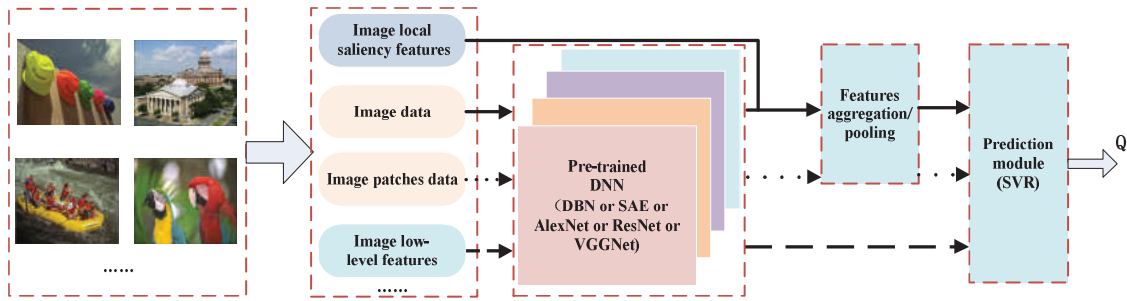 ......
Image local
saliency features
Image data
Image patches data
Image low-
level features
......
Pre-trained
DNN
（DBN or SAE or
AlexNet or ResNet or
VGGNet)
Features
aggregation/
pooling
Prediction
module
(SVR)
Q